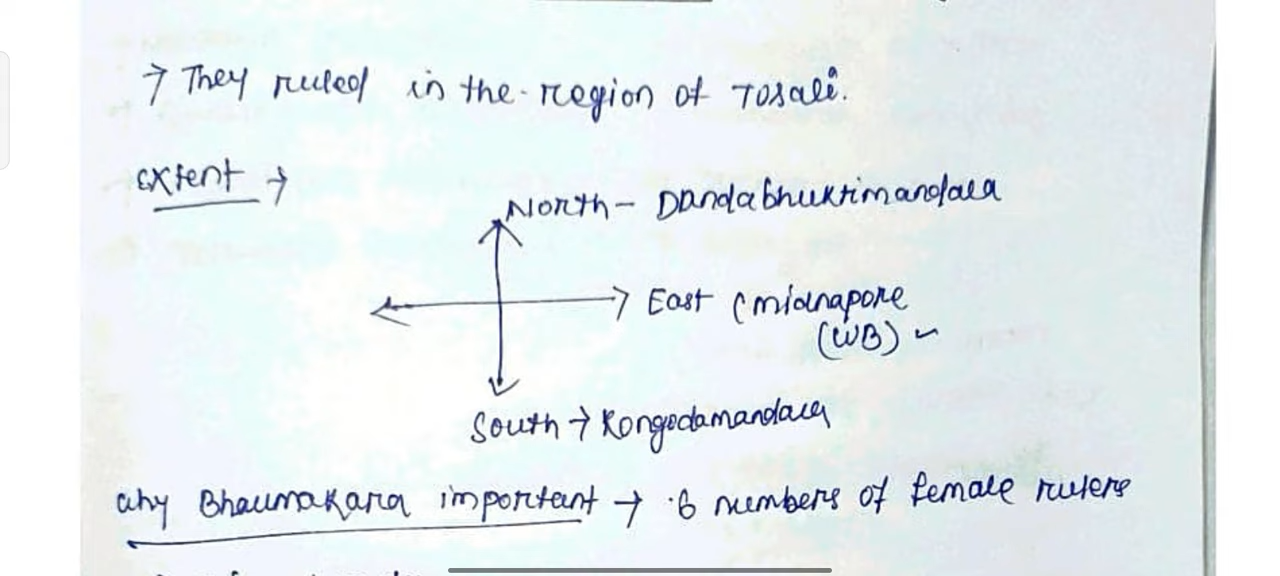 → They ruled in the region of Tosali.
Extent →
North - Dandabhuktimandala
East (midnapore
(WB)
South → Kongodamandala
why Bhaumakara important → 6 numbers of female rulers